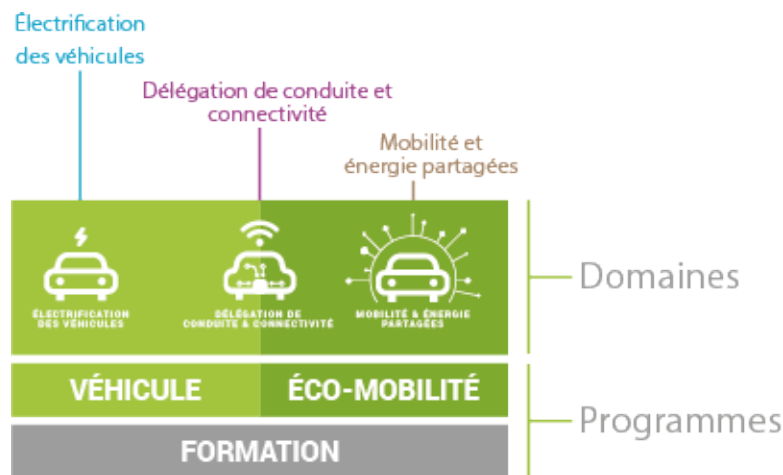 Électrification
des véhicules
Délégation de conduite et
connectivité
Mobilité et
énergie partagées
ÉLECTRIFICATION
DES VÉHICULES
DÉLÉGATION DE
CONDUITE & CONNECTIVITÉ
MOBILITÉ & ÉNERGIE
PARTAGÉES
Domaines
VÉHICULE
ÉCO-MOBILITÉ
Programmes
FORMATION